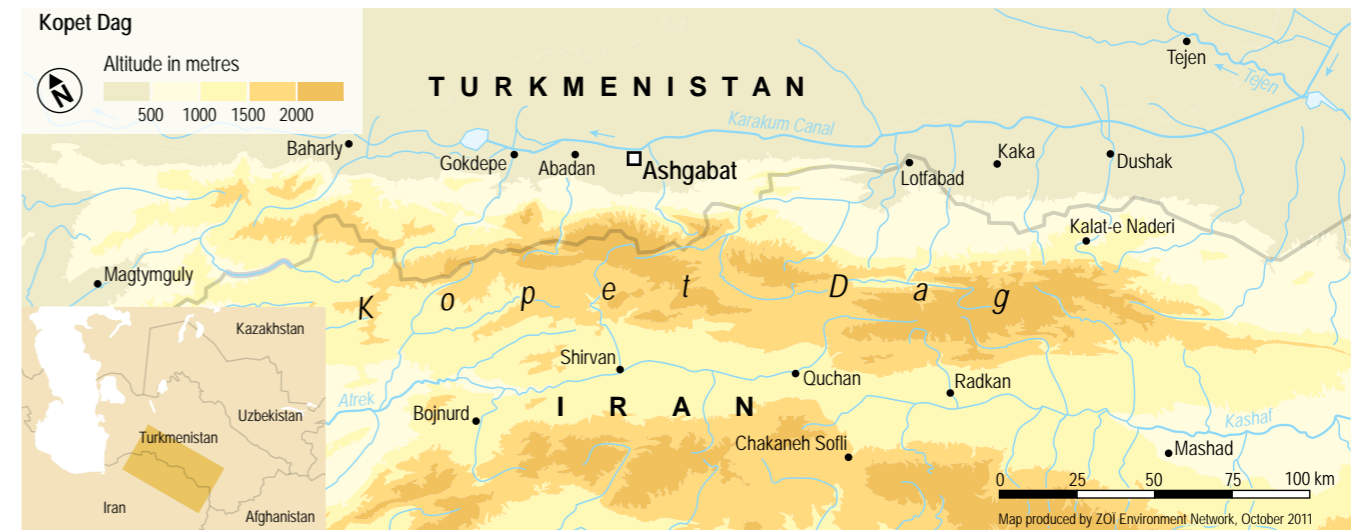 Kopet Dag
Altitude in metres
N
500 1000 1500 2000
TURKMENISTAN
Tejen
Tejen
Karakum Canal
Baharly
Gokdepe
Abadan
Ashgabat
Lotfabad
Kaka
Dushak
Kalat-e Naderi
Magtymguly
Kopet Dag
Kazakhstan
Uzbekistan
Turkmenistan
Iran
Afghanistan
Shirvan
Quchan
Radkan
Atrek
Bojnurd
IRAN
Kashaf
Chakaneh Sofli
Mashad
0 25 50 75 100 km
Map produced by ZOÏ Environment Network, October 2011